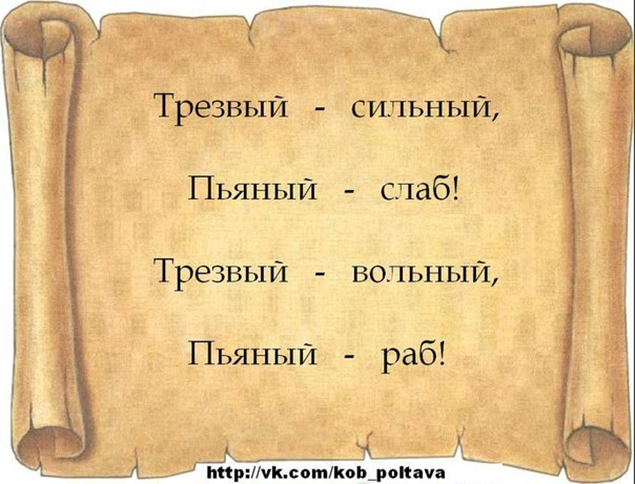 Трезвый - сильный,
Пьяный - слаб!
Трезвый - вольный,
Пьяный - раб!
http://vk.com/kob_poltava